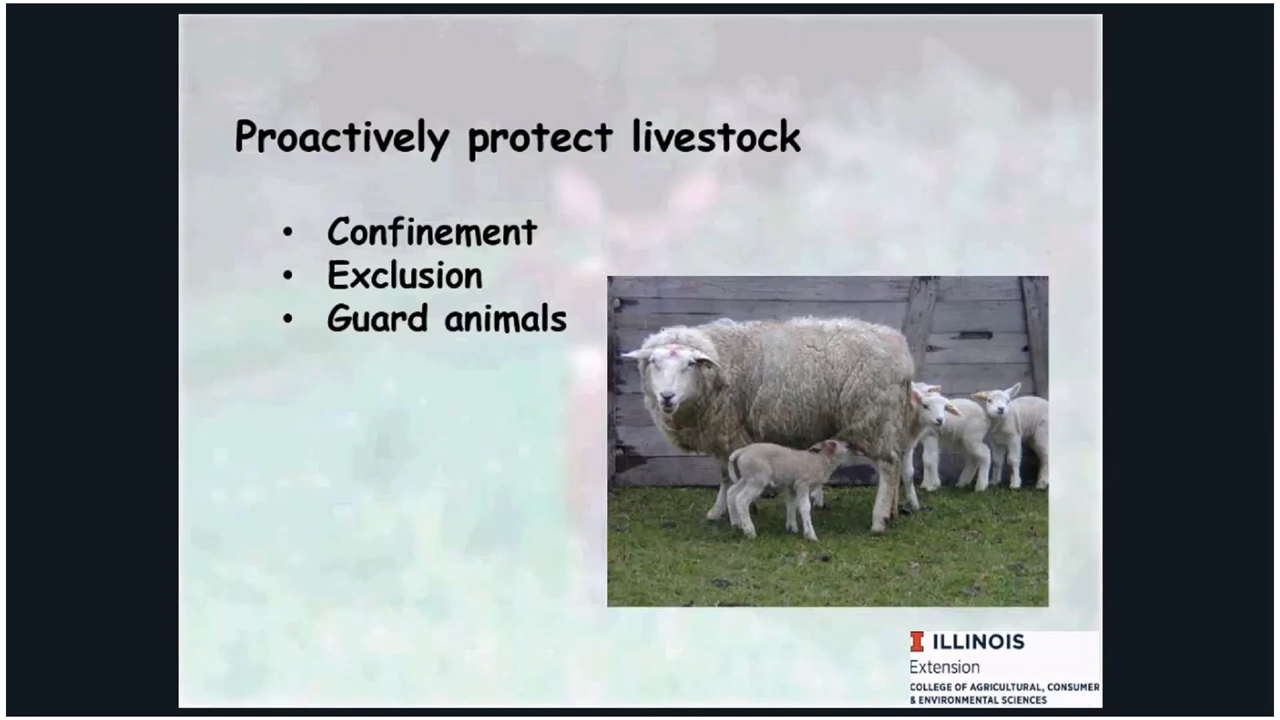 Proactively protect livestock
• Confinement
• Exclusion
• Guard animals
I ILLINOIS
Extension
COLLEGE OF AGRICULTURAL, CONSUMER
& ENVIRONMENTAL SCIENCES